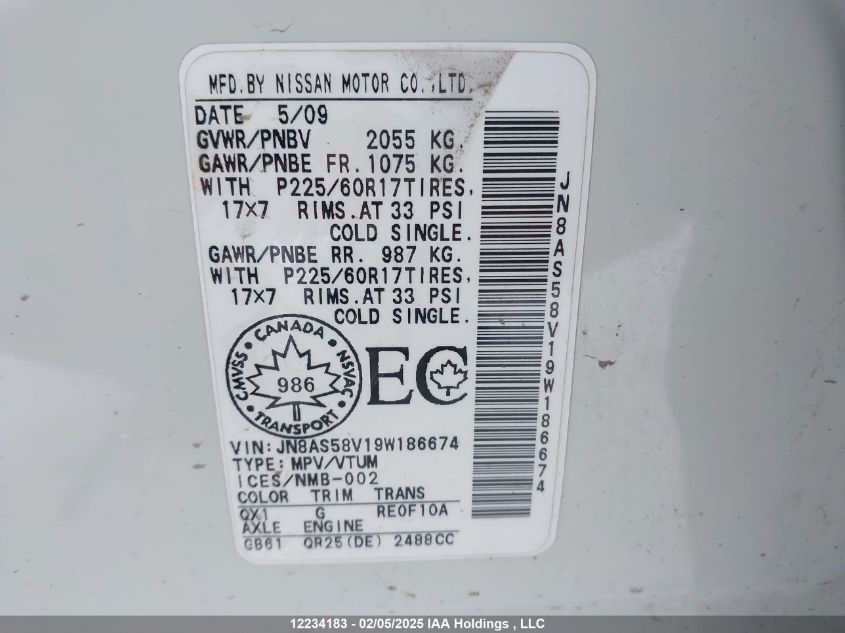 MFD.BY NISSAN MOTOR CO.,LTD.
DATE 5/09
GVWR/PNBV 2055 KG.
GAWR/PNBE FR.1075 KG.
WITH P225/60R17TIRES,
17×7 RIMS.AT 33 PSI
COLD SINGLE.
GAWR/PNBE RR. 987 KG.
WITH P225/60R17TIRES,
17×7 RIMS.AT 33 PSI
COLD SINGLE.
CANADA
CMVSS
NSVAC
986
TRANSPORT
EC
VIN:JN8AS58V19W186674
TYPE:MPV/VTUM
ICES/NMB-002
COLOR TRIM TRANS
QX1 G RE0F10A
AXLE ENGINE
GB61 QR25(DE) 2488CC
JN8AS58V19W186674
12234183 - 02/05/2025 IAA Holdings , LLC